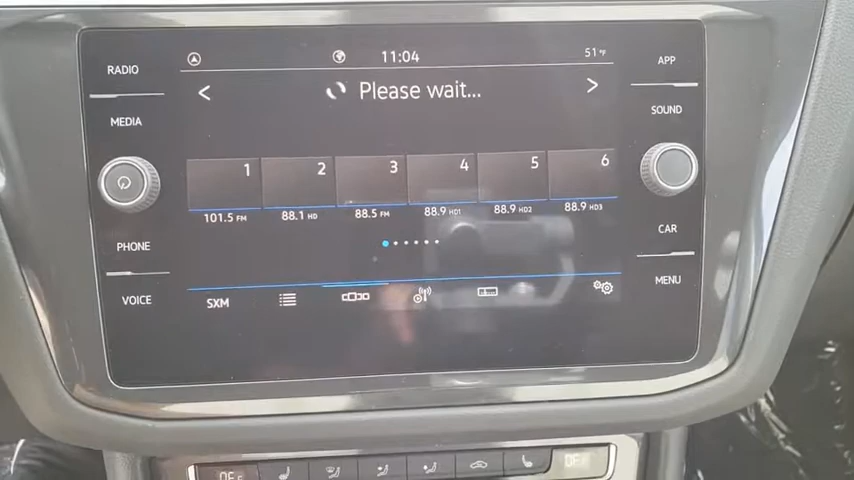 RADIO
MEDIA
PHONE
VOICE
11:04
51°F
Please wait...
1 2 3 4 5 6
101.5 FM 88.1 HD 88.5 FM 88.9 HD1 88.9 HD2 88.9 HD3
SXM
APP
SOUND
CAR
MENU